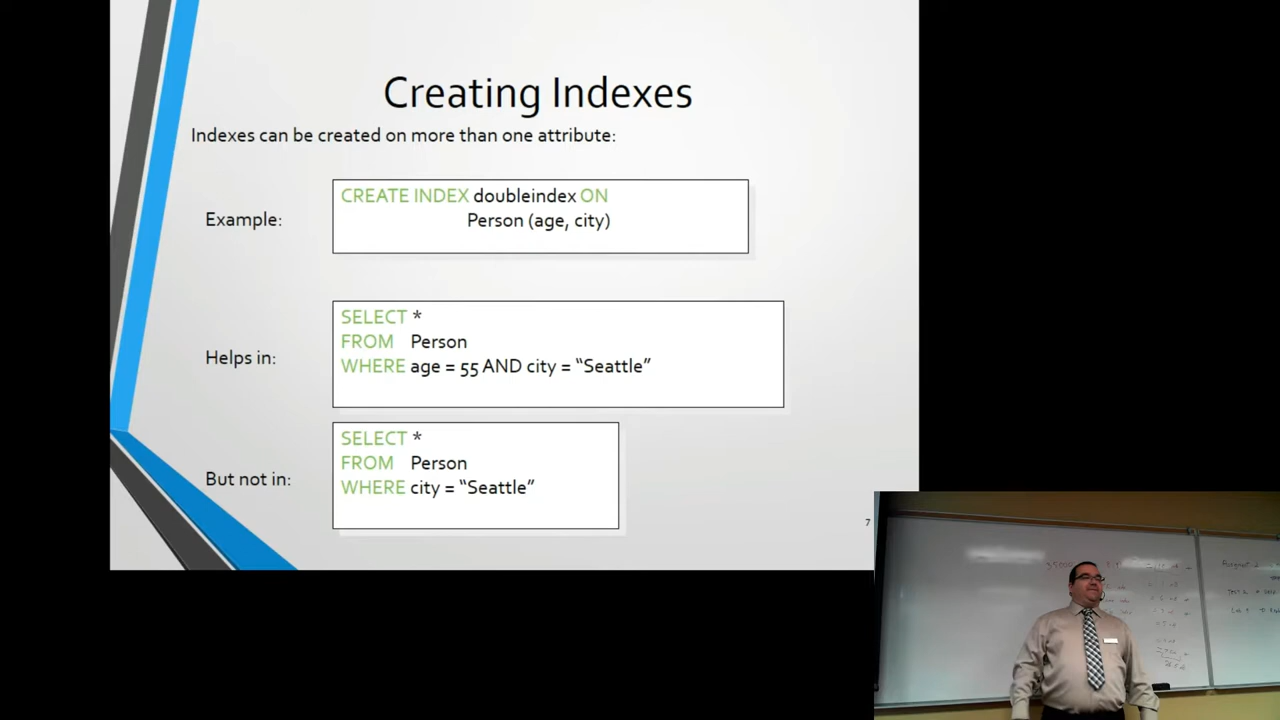 Creating Indexes
Indexes can be created on more than one attribute:
Example:
CREATE INDEX doubleindex ON
Person (age, city)
Helps in:
SELECT *
FROM Person
WHERE age = 55 AND city = “Seattle”
But not in:
SELECT *
FROM Person
WHERE city = “Seattle”
7